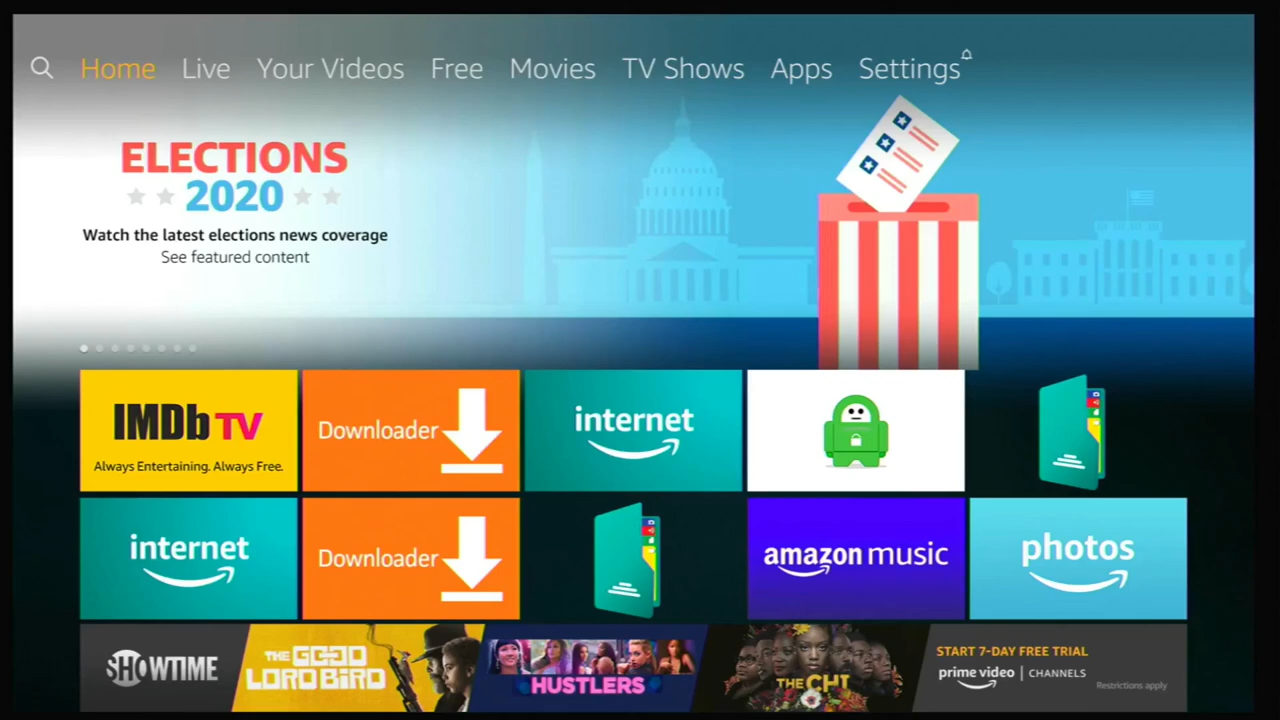 Home Live Your Videos Free Movies TV Shows Apps Settings
ELECTIONS
2020
Watch the latest elections news coverage
See featured content
IMDb TV
Always Entertaining. Always Free.
Downloader
internet
internet
Downloader
amazon music
photos
SHOWTIME
THE GOOD
LORD BIRD
HUSTLERS
THE CHI
START 7-DAY FREE TRIAL
prime video | CHANNELS
Restrictions apply